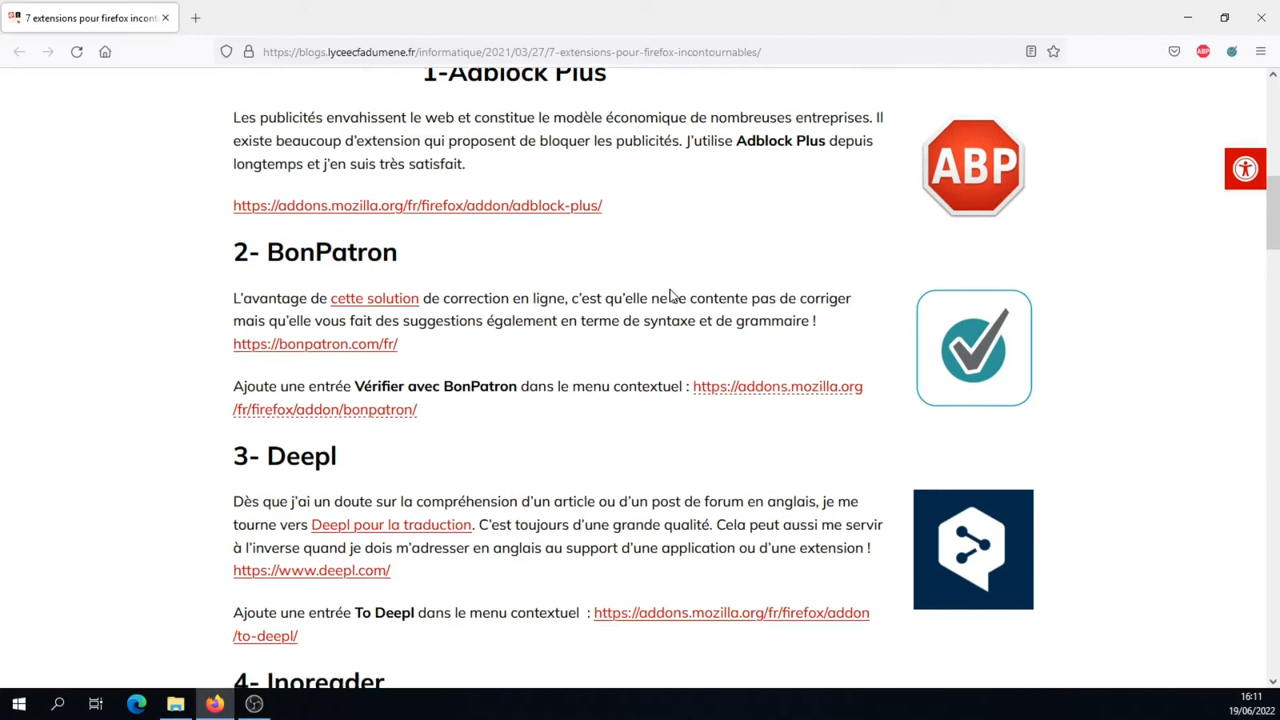 7 extensions pour firefox incont
https://blogs.lyceecfadumene.fr/informatique/2021/03/27/7-extensions-pour-firefox-incontournables/
ABP
1-Adblock Plus
Les publicités envahissent le web et constitue le modèle économique de nombreuses entreprises. Il
existe beaucoup d'extension qui proposent de bloquer les publicités. J'utilise Adblock Plus depuis
longtemps et j'en suis très satisfait.
ABP
https://addons.mozilla.org/fr/firefox/addon/adblock-plus/
2- BonPatron
L'avantage de cette solution de correction en ligne, c'est qu'elle ne se contente pas de corriger
mais qu'elle vous fait des suggestions également en terme de syntaxe et de grammaire !
https://bonpatron.com/fr/
Ajoute une entrée Vérifier avec BonPatron dans le menu contextuel : https://addons.mozilla.org
/fr/firefox/addon/bonpatron/
3- Deepl
Dès que j'ai un doute sur la compréhension d'un article ou d'un post de forum en anglais, je me
tourne vers Deepl pour la traduction. C'est toujours d'une grande qualité. Cela peut aussi me servir
à l'inverse quand je dois m'adresser en anglais au support d'une application ou d'une extension !
https://www.deepl.com/
Ajoute une entrée To Deepl dans le menu contextuel  : https://addons.mozilla.org/fr/firefox/addon
/to-deepl/
4- Inoreader
16:11
19/06/2022